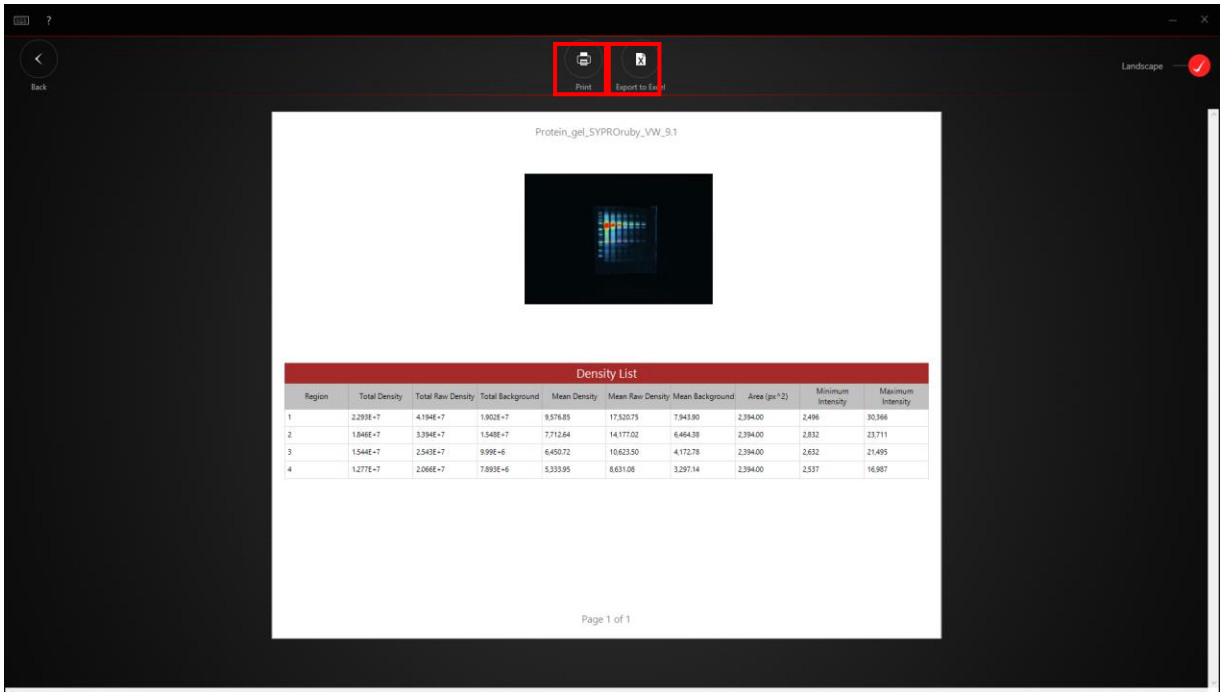 ?
Back
Print
Export to Excel
Landscape
Protein_gel_SYPROruby_VW_9.1
Density List
Region Total Density Total Raw Density Total Background Mean Density Mean Raw Density Mean Background Area (px^2) Minimum Intensity Maximum Intensity
1 2.293E+7 4.194E+7 1.902E+7 9,576.85 17,520.75 7,943.90 2,394.00 2,496 30,366
2 1.846E+7 3.394E+7 1.548E+7 7,712.64 14,177.02 6,464.38 2,394.00 2,832 23,711
3 1.544E+7 2.543E+7 9.99E+6 6,450.72 10,623.50 4,172.78 2,394.00 2,632 21,495
4 1.277E+7 2.066E+7 7.893E+6 5,333.95 8,631.08 3,297.14 2,394.00 2,537 16,987
Page 1 of 1